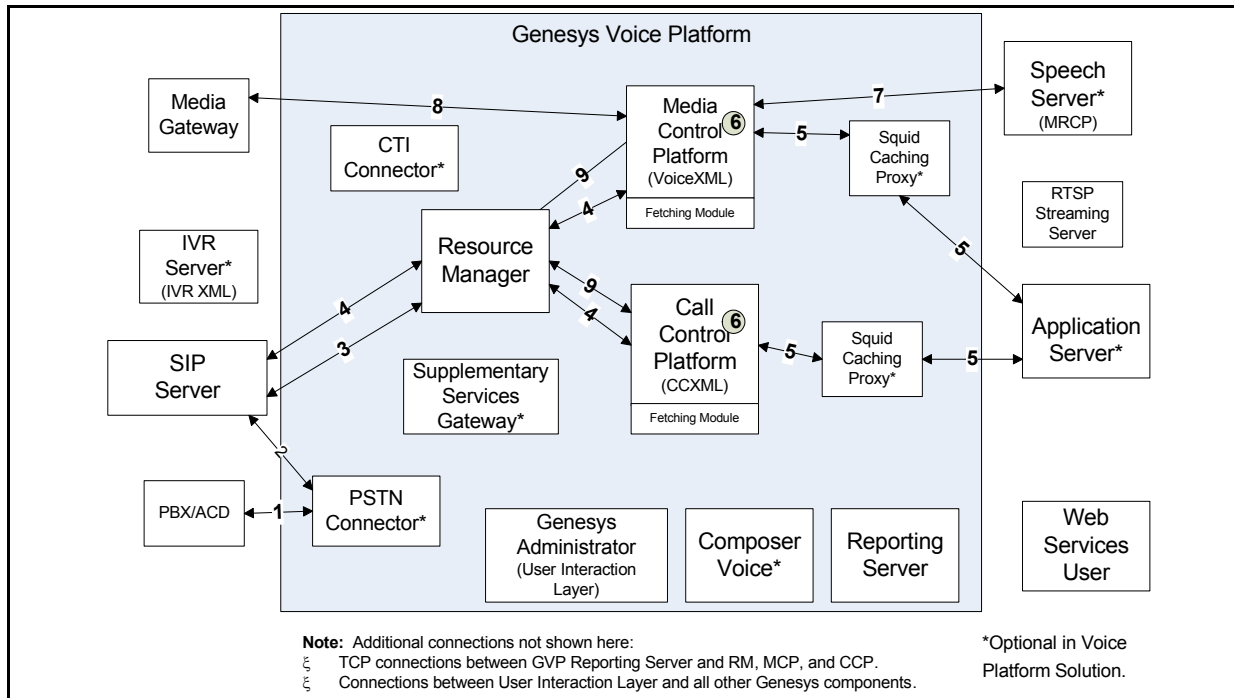 Genesys Voice Platform
Media
Gateway
8
Media
Control
Platform
(VoiceXML)
6
Fetching Module
7
Speech
Server*
(MRCP)
5
Squid
Caching
Proxy*
CTI
Connector*
9
4
RTSP
Streaming
Server
IVR
Server*
(IVR XML)
Resource
Manager
5
4
3
9
4
Call
Control
Platform
(CCXML)
6
Fetching Module
5
Squid
Caching
Proxy*
5
Application
Server*
SIP
Server
Supplementary
Services
Gateway*
2
PBX/ACD
1
PSTN
Connector*
Genesys
Administrator
(User Interaction
Layer)
Composer
Voice*
Reporting
Server
Web
Services
User
Note: Additional connections not shown here:
ξ TCP connections between GVP Reporting Server and RM, MCP, and CCP.
ξ Connections between User Interaction Layer and all other Genesys components.
*Optional in Voice
Platform Solution.